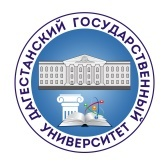 ДАГЕСТАНСКИЙ ГОСУДАРСТВЕННЫЙ
УНИВЕРСИТЕТ